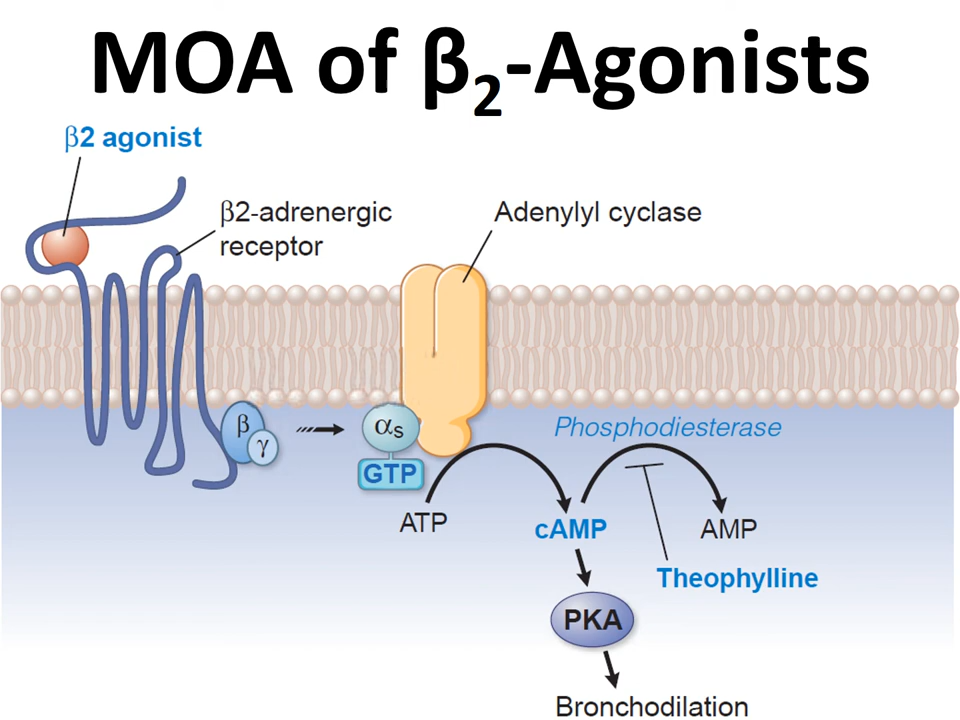 MOA of β2-Agonists
β2 agonist
β2-adrenergic
receptor
Adenylyl cyclase
β
γ
αs
GTP
Phosphodiesterase
ATP
cAMP
AMP
Theophylline
PKA
Bronchodilation